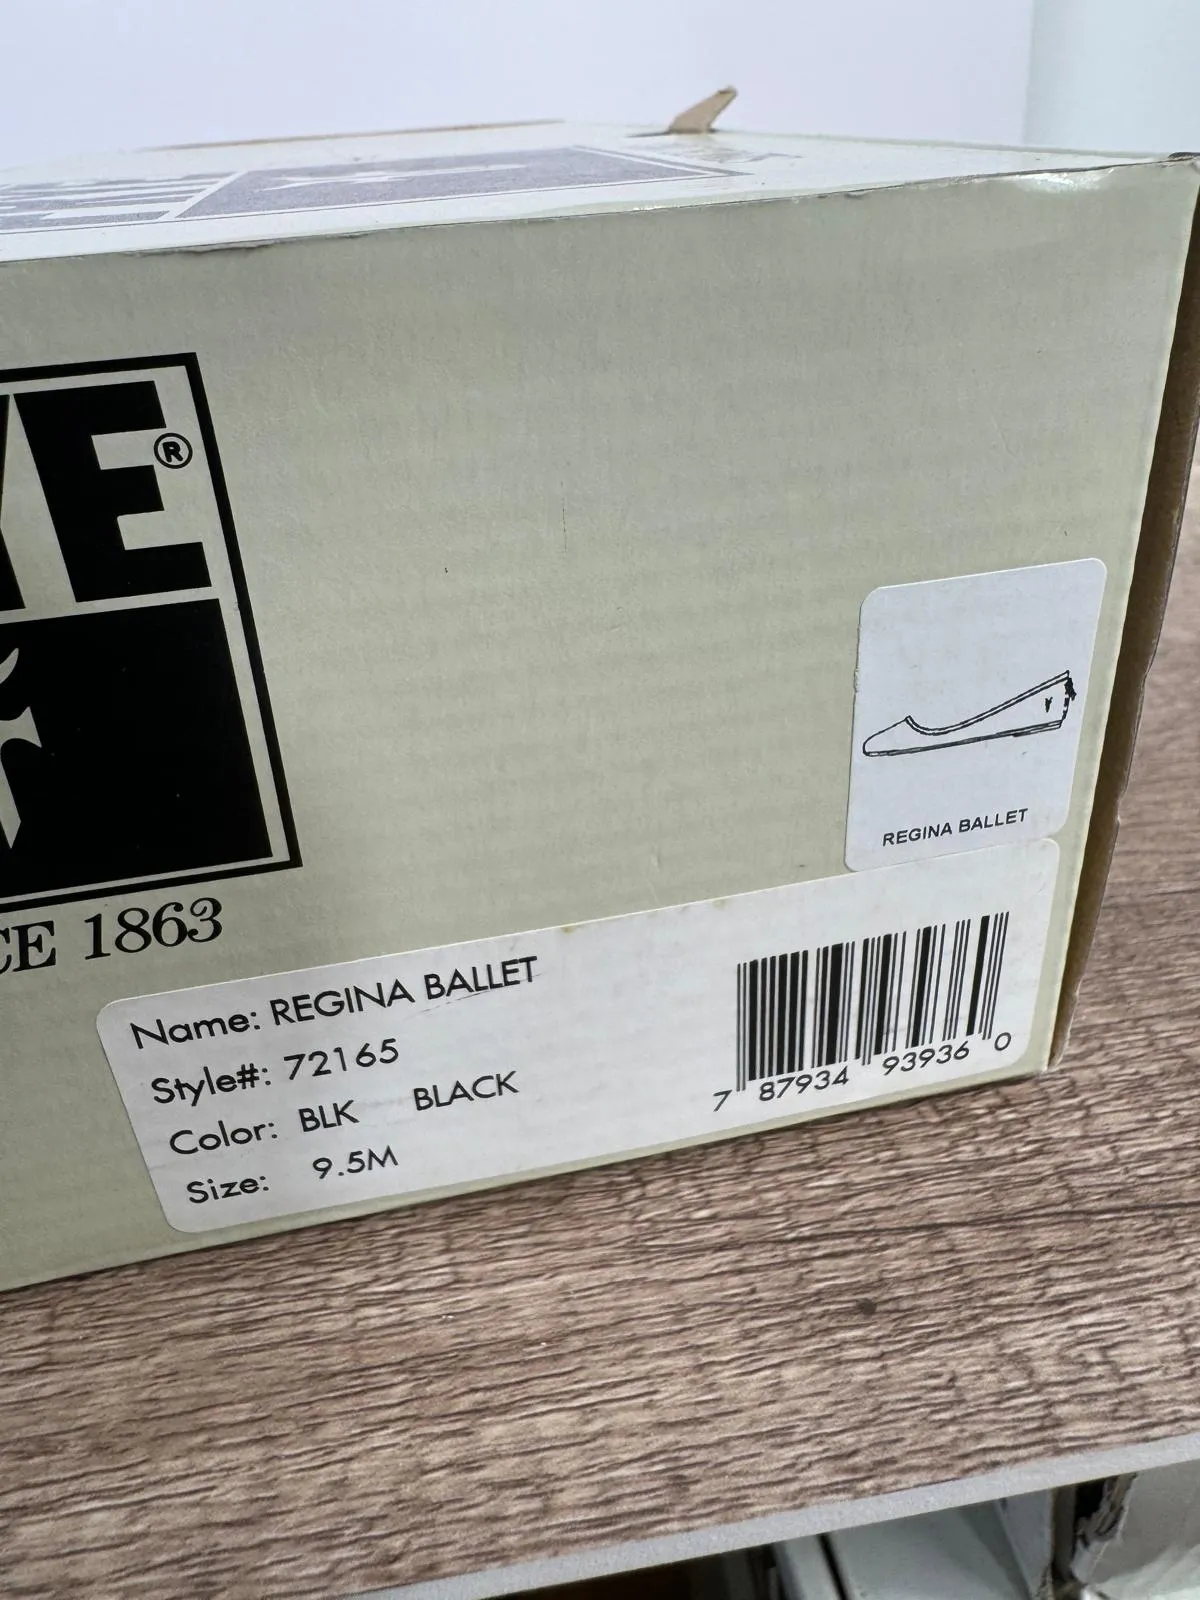 YE®
CE 1863
REGINA BALLET
Name: REGINA BALLET
Style#: 72165
Color: BLK BLACK
Size: 9.5M
7 87934 93936 0